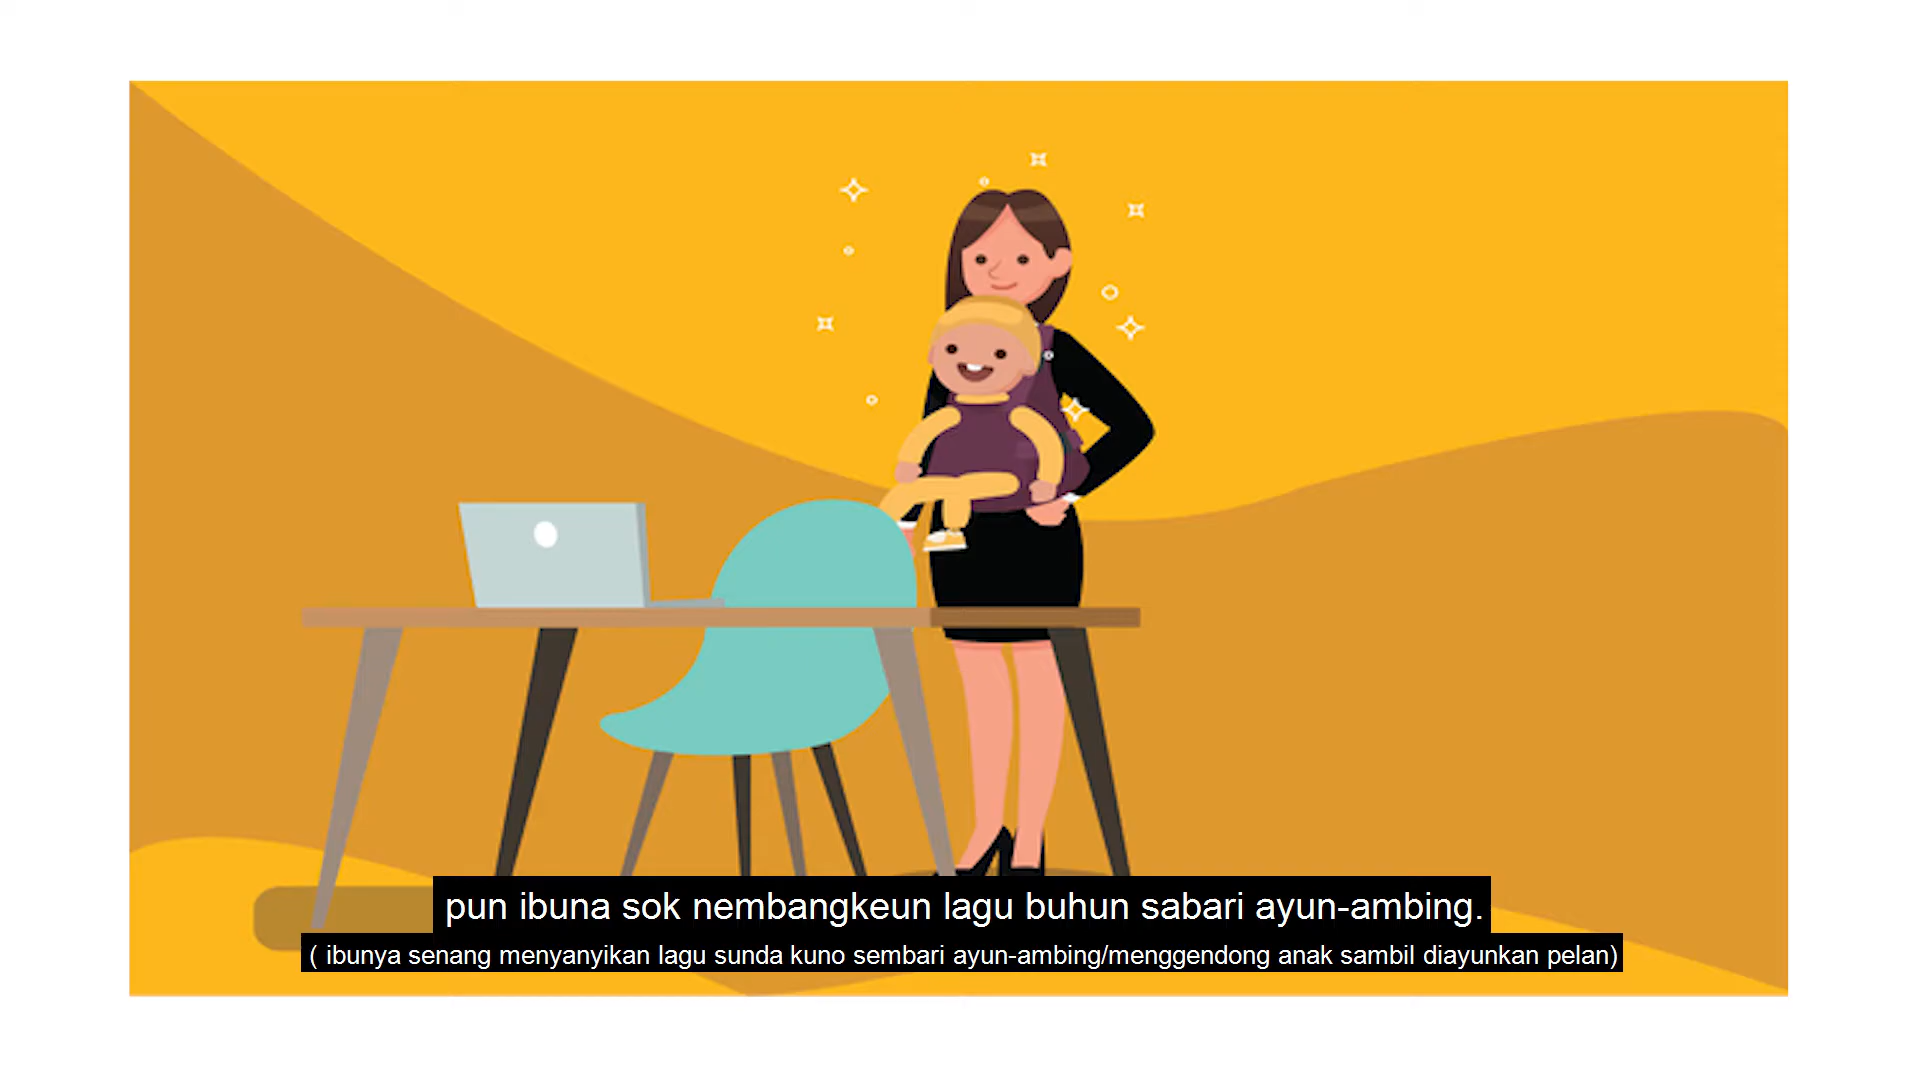 pun ibuna sok nembangkeun lagu buhun sabari ayun-ambing.
( ibunya senang menyanyikan lagu sunda kuno sembari ayun-ambing/menggendong anak sambil diayunkan pelan)